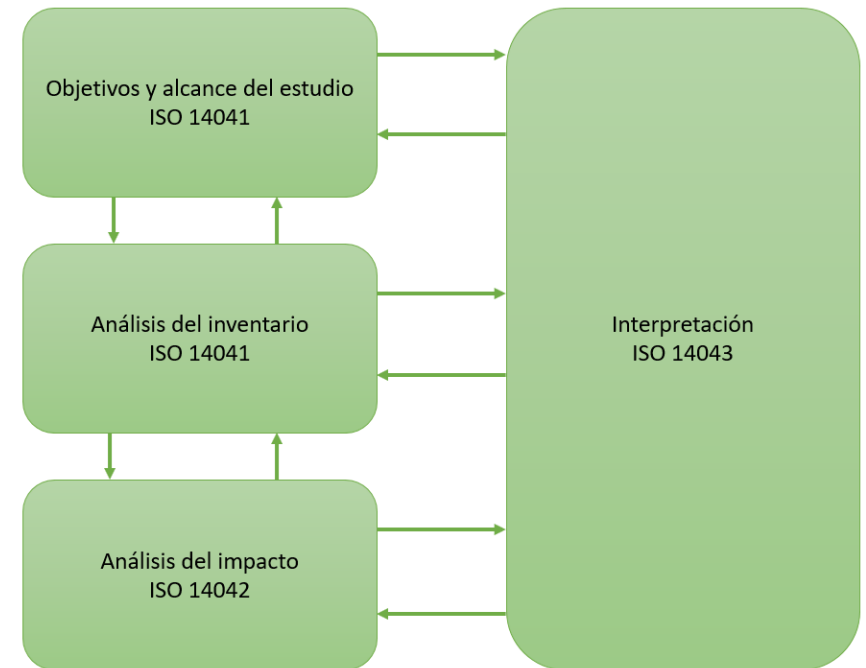 Objetivos y alcance del estudio
ISO 14041
Análisis del inventario
ISO 14041
Análisis del impacto
ISO 14042
Interpretación
ISO 14043